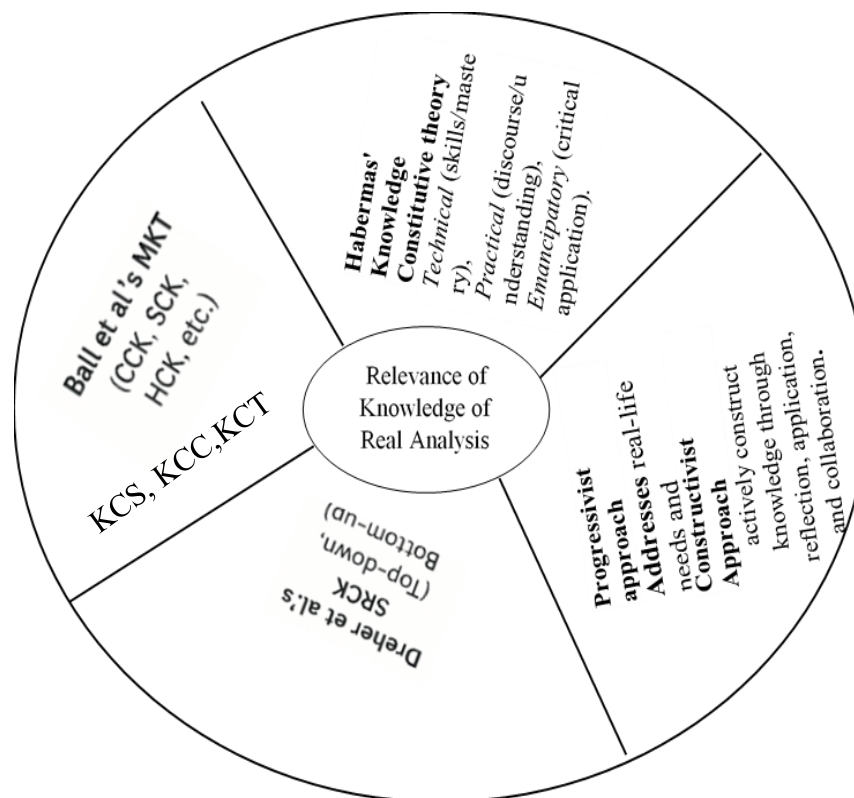 Relevance of
Knowledge of
Real Analysis
Habermas'
Knowledge
Constitutive theory
Technical (skills/maste
ry),
Practical (discourse/u
nderstanding),
Emancipatory (critical
application).
Progressivist
approach
Addresses real-life
needs and
Constructivist
Approach
actively construct
knowledge through
reflection, application,
and collaboration.
Dreher et al.'s
SRCK
(Top-down,
Bottom-up)
Ball et al's MKT
(CCK, SCK,
HCK, etc.)
KCS, KCC,KCT